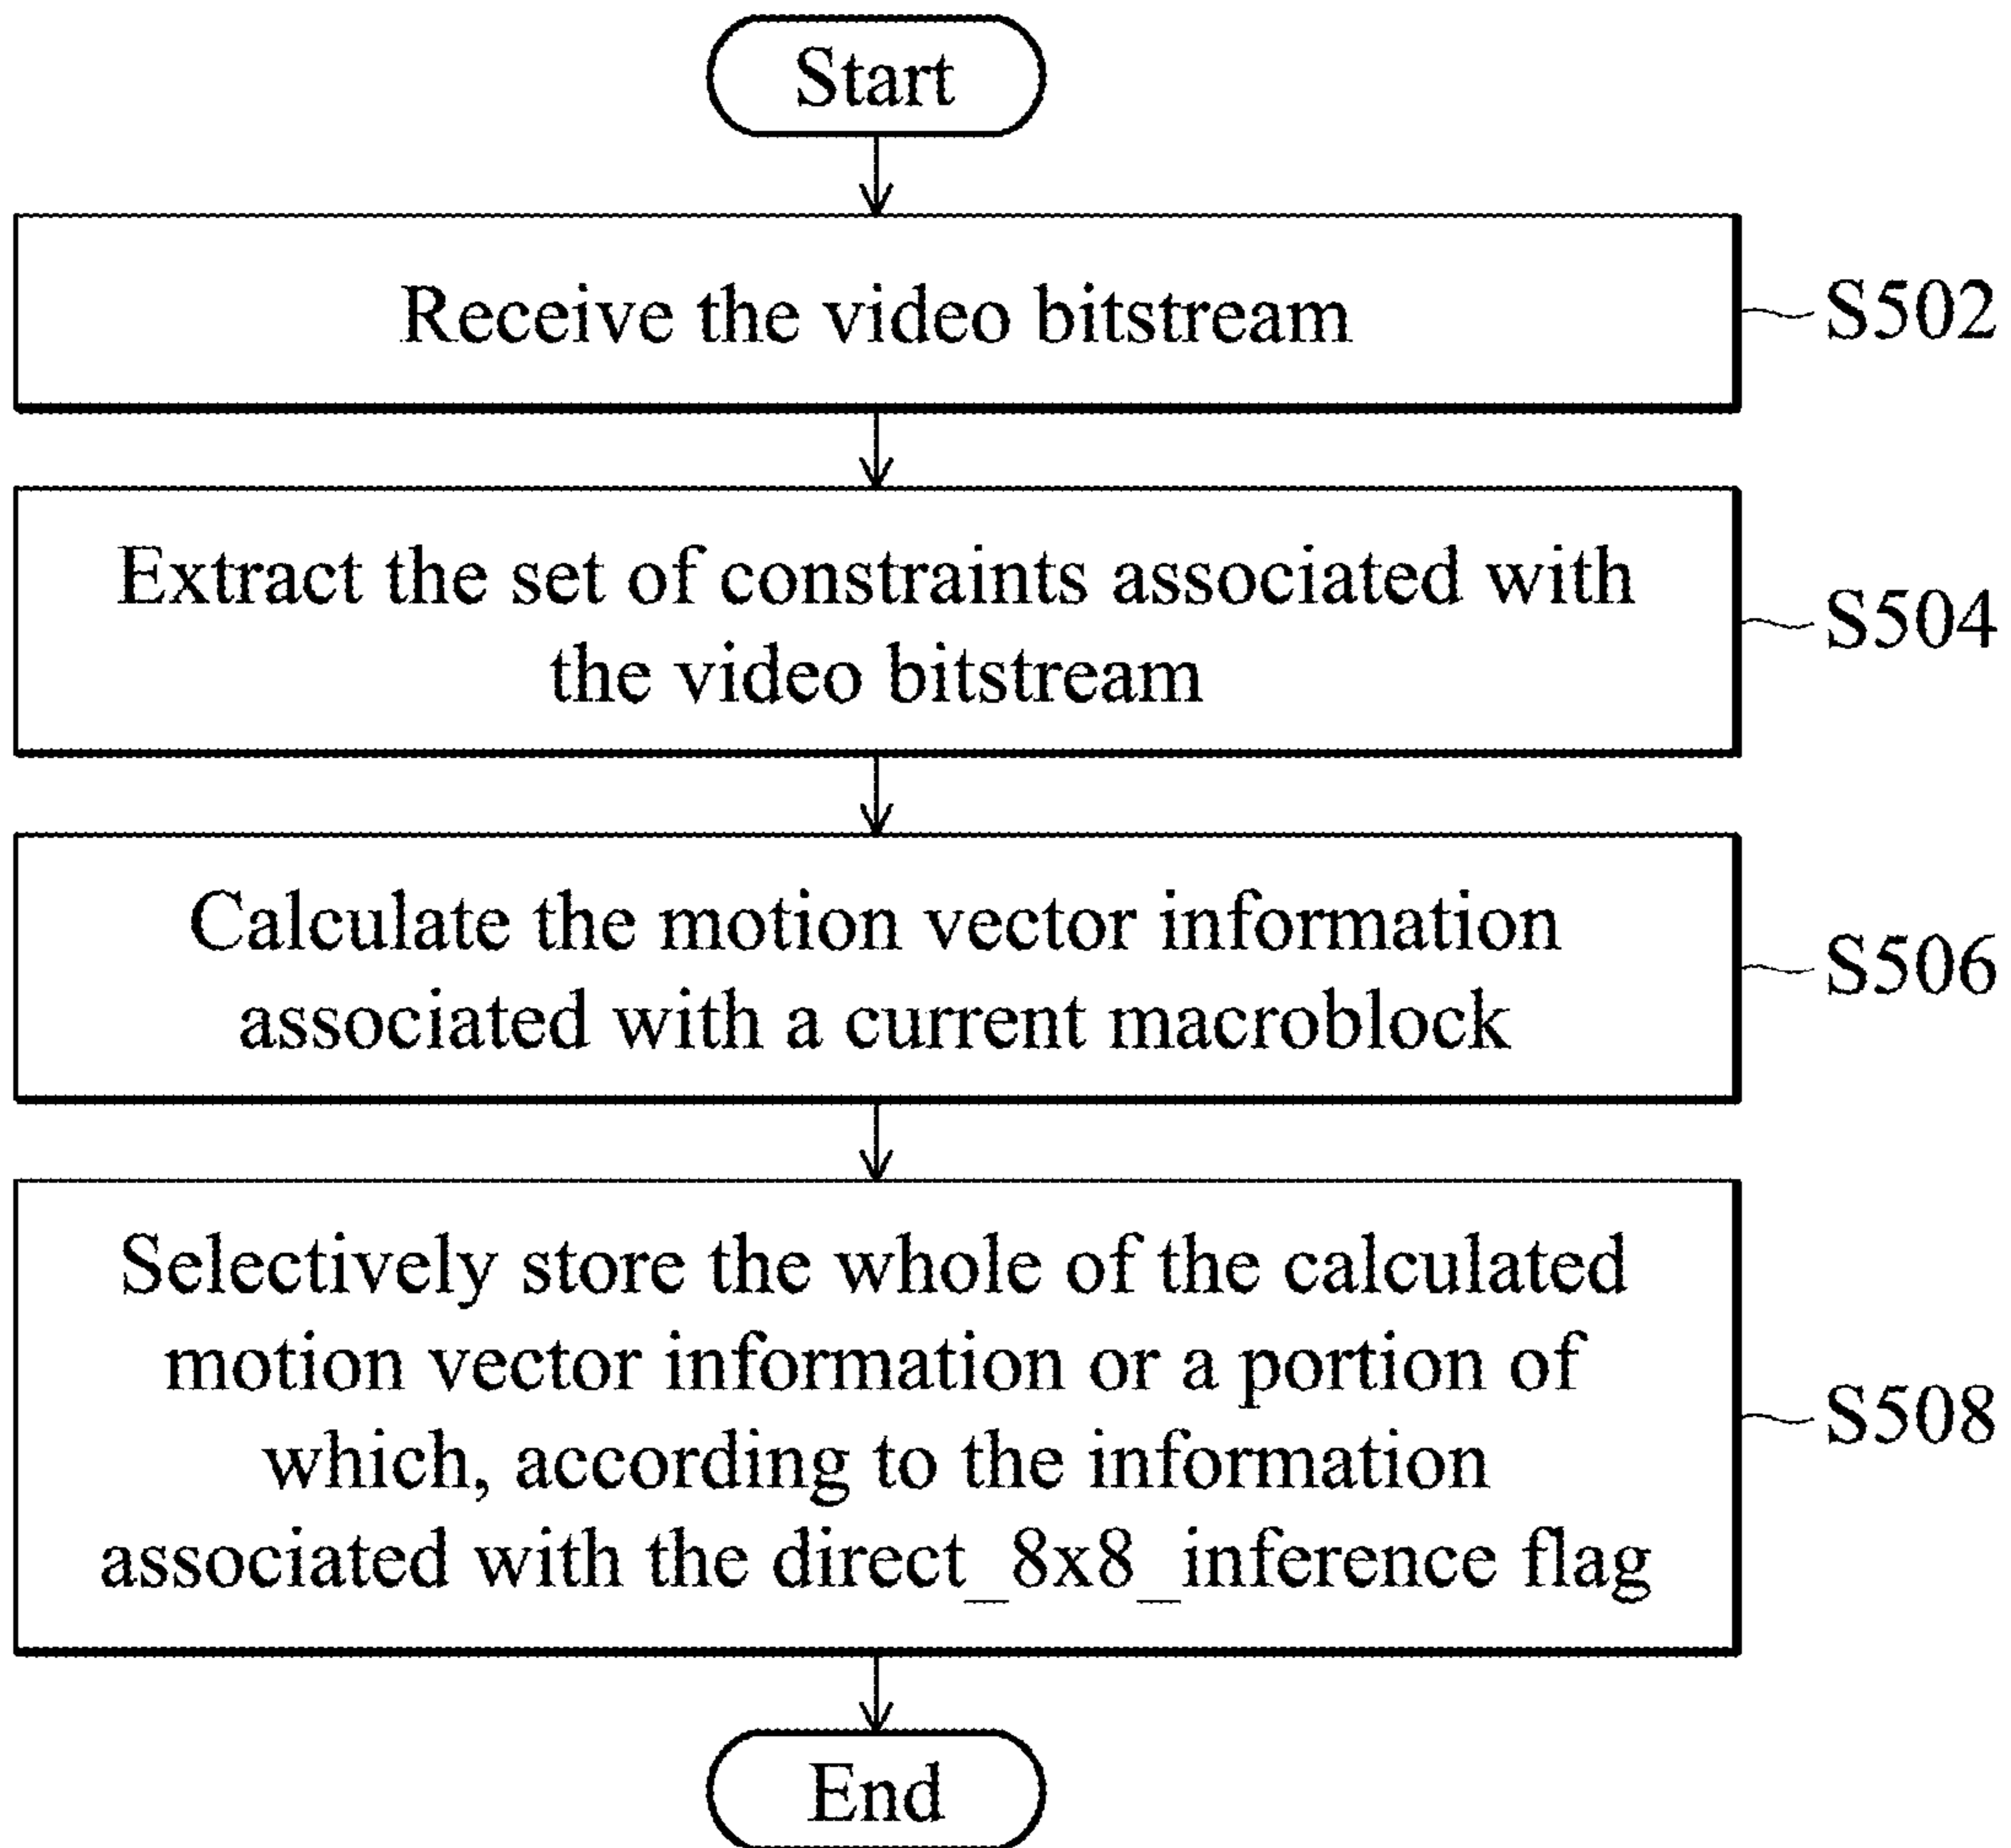 Start
Receive the video bitstream
S502
Extract the set of constraints associated with
the video bitstream
S504
Calculate the motion vector information
associated with a current macroblock
S506
Selectively store the whole of the calculated
motion vector information or a portion of
which, according to the information
associated with the direct_8x8_inference flag
S508
End